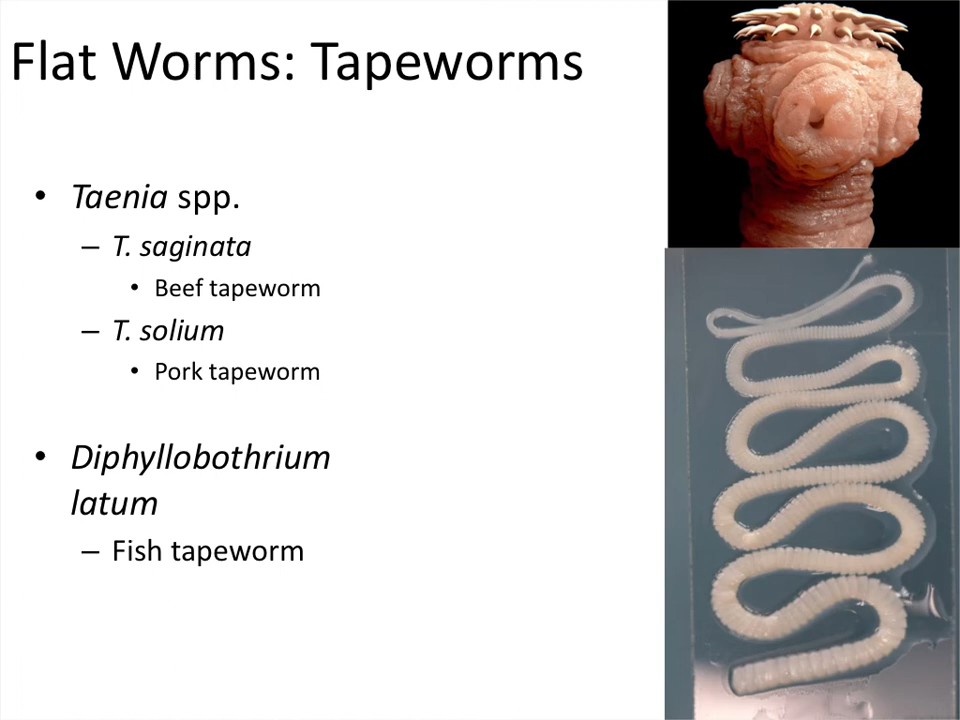 Flat Worms: Tapeworms
• Taenia spp.
– T. saginata
• Beef tapeworm
– T. solium
• Pork tapeworm
• Diphyllobothrium
latum
– Fish tapeworm